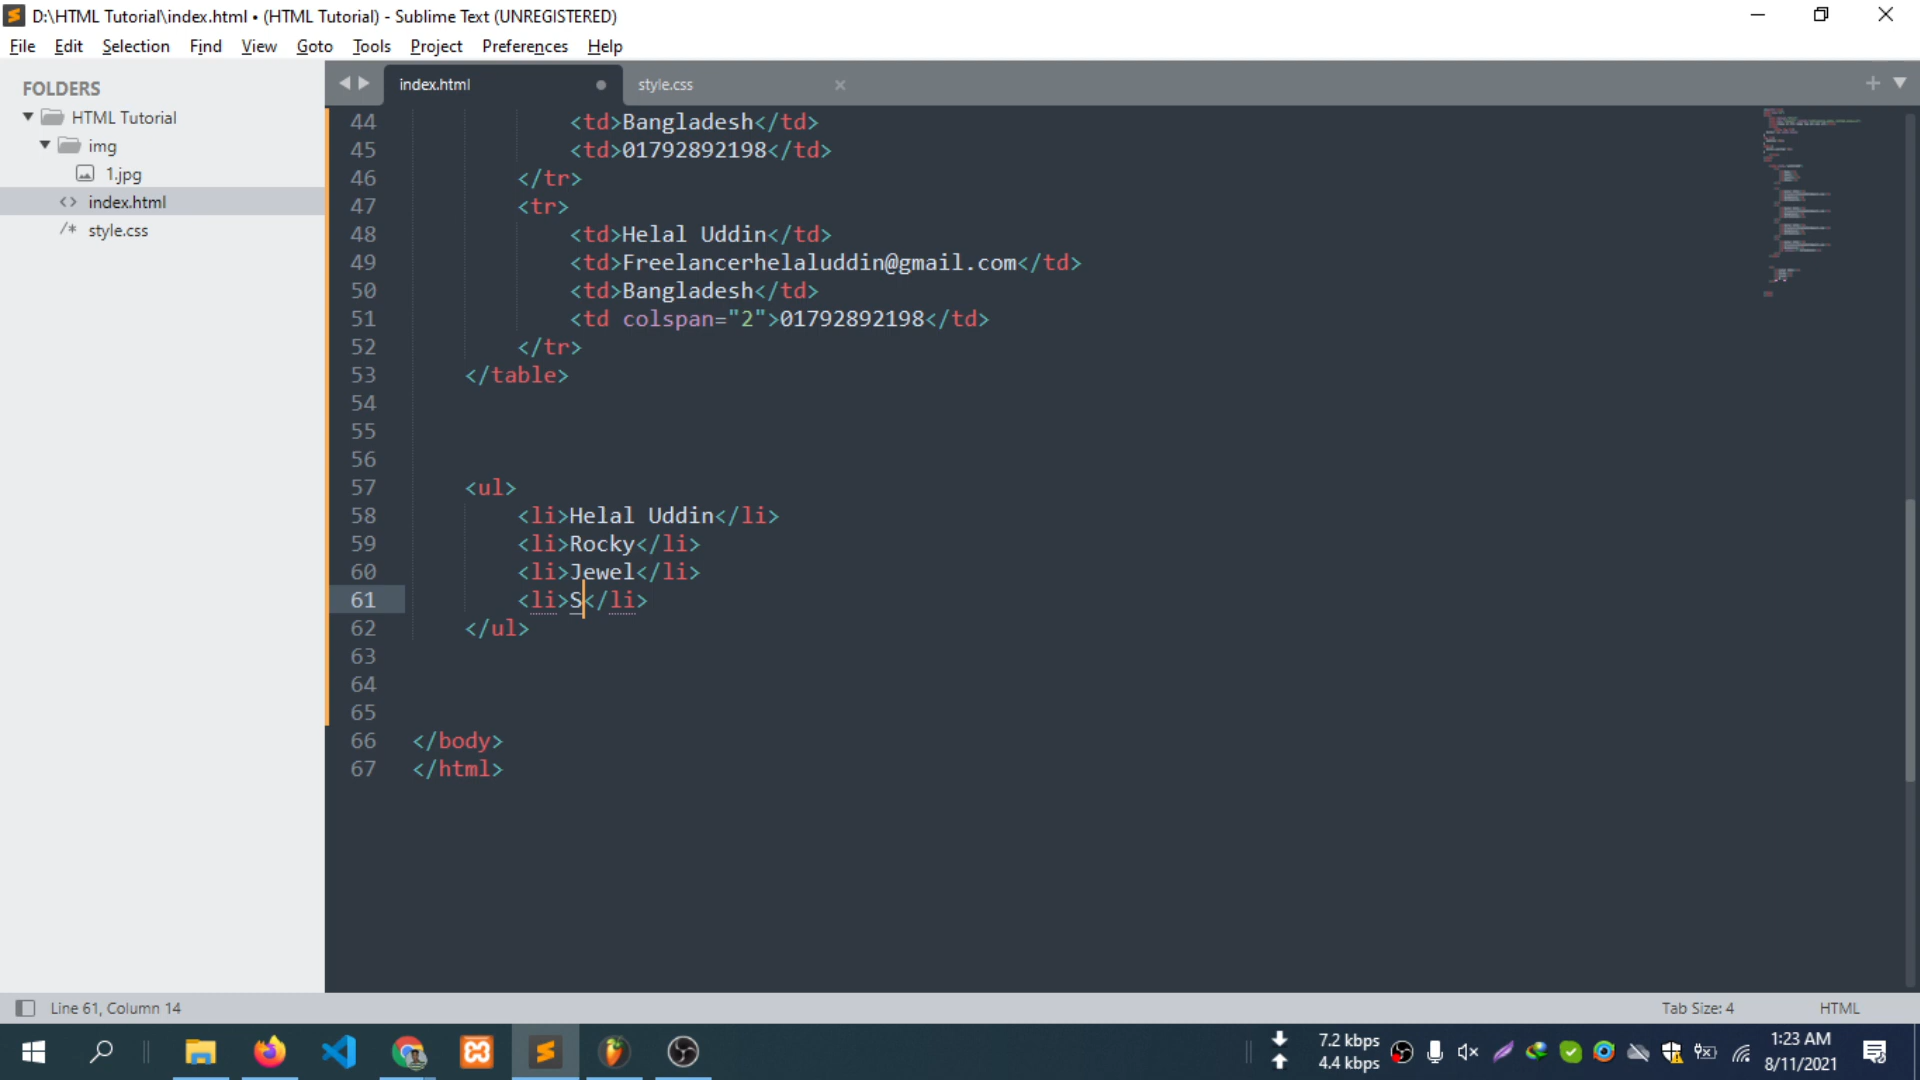 D:\HTML Tutorial\index.html • (HTML Tutorial) - Sublime Text (UNREGISTERED)
File Edit Selection Find View Goto Tools Project Preferences Help
FOLDERS
HTML Tutorial
img
1.jpg
<> index.html
/* style.css
index.html
style.css
44 <td>Bangladesh</td>
45 <td>01792892198</td>
46 </tr>
47 <tr>
48 <td>Helal Uddin</td>
49 <td>Freelancerhelaluddin@gmail.com</td>
50 <td>Bangladesh</td>
51 <td colspan="2">01792892198</td>
52 </tr>
53 </table>
54
55
56
57 <ul>
58 <li>Helal Uddin</li>
59 <li>Rocky</li>
60 <li>Jewel</li>
61 <li>S</li>
62 </ul>
63
64
65
66 </body>
67 </html>
Line 61, Column 14
Tab Size: 4
HTML
7.2 kbps
4.4 kbps
1:23 AM
8/11/2021